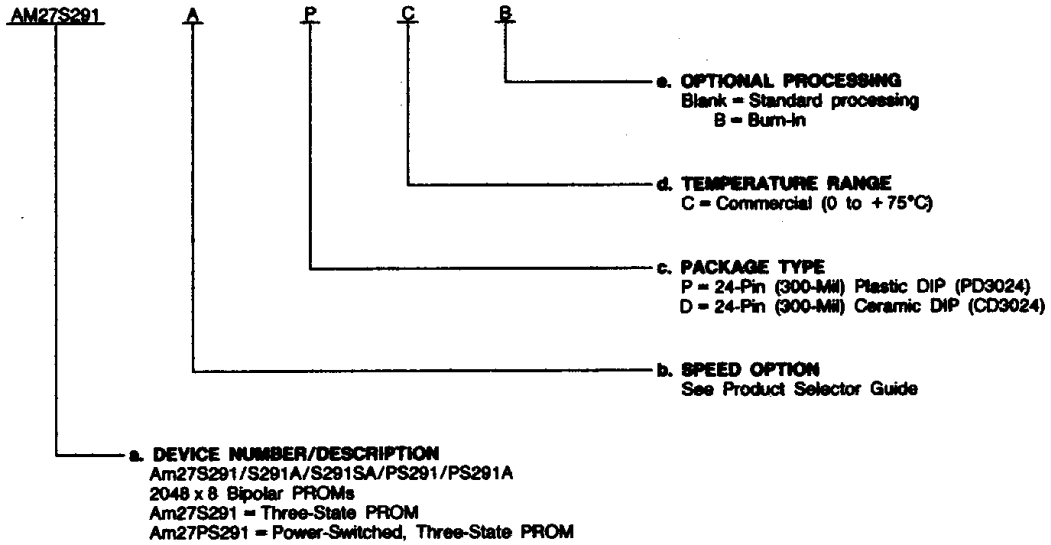 AM27S291 A P C B
e. OPTIONAL PROCESSING
Blank = Standard processing
B = Burn-in
d. TEMPERATURE RANGE
C = Commercial (0 to +75°C)
c. PACKAGE TYPE
P = 24-Pin (300-Mil) Plastic DIP (PD3024)
D = 24-Pin (300-Mil) Ceramic DIP (CD3024)
b. SPEED OPTION
See Product Selector Guide
a. DEVICE NUMBER/DESCRIPTION
Am27S291/S291A/S291SA/PS291/PS291A
2048 x 8 Bipolar PROMs
Am27S291 = Three-State PROM
Am27PS291 = Power-Switched, Three-State PROM